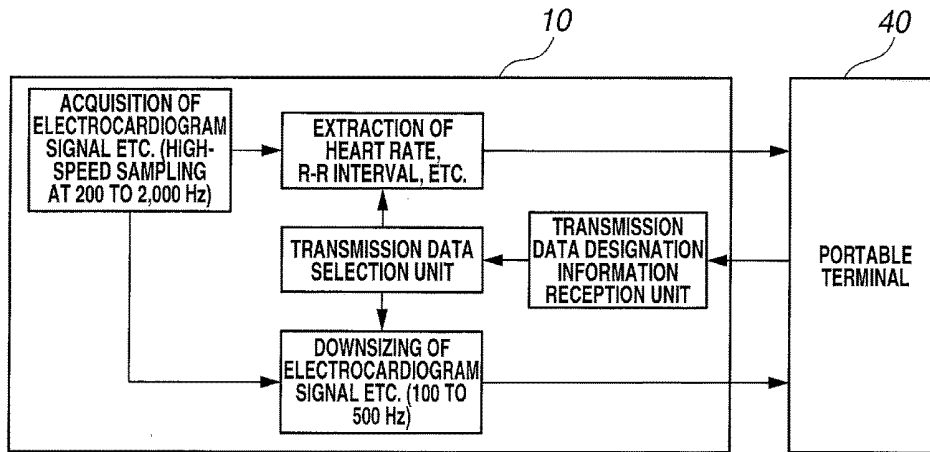 10
40
ACQUISITION OF
ELECTROCARDIOGRAM
SIGNAL ETC. (HIGH-
SPEED SAMPLING
AT 200 TO 2,000 Hz)
EXTRACTION OF
HEART RATE,
R-R INTERVAL, ETC.
TRANSMISSION DATA
SELECTION UNIT
TRANSMISSION
DATA DESIGNATION
INFORMATION
RECEPTION UNIT
PORTABLE
TERMINAL
DOWNSIZING OF
ELECTROCARDIOGRAM
SIGNAL ETC. (100 TO
500 Hz)